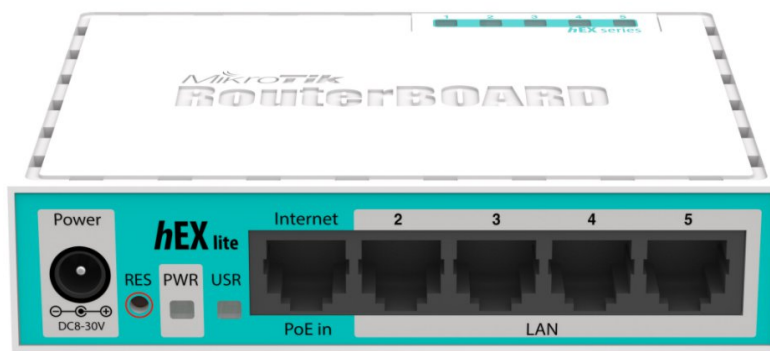 1 2 3 4 5
hEX series
MikroTik
RouterBOARD
Power
hEX lite
Internet
2 3 4 5
RES PWR USR
DC8-30V
PoE in
LAN